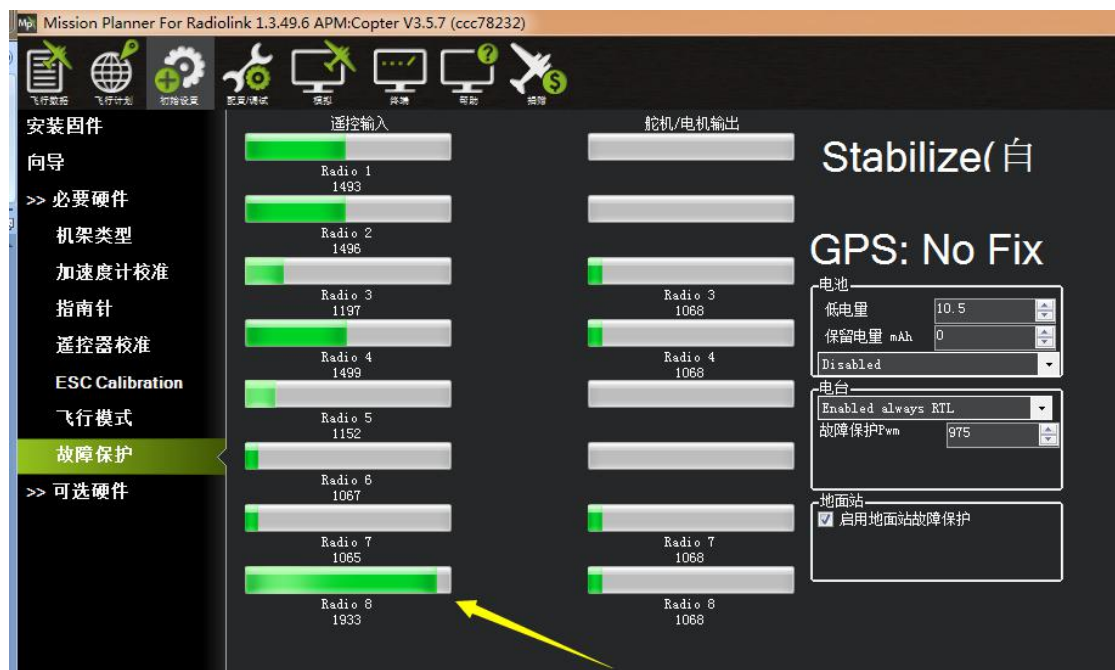 Mission Planner For Radiolink 1.3.49.6 APM:Copter V3.5.7 (ccc78232)
飞行数据 飞行计划 初始设置 配置/调试 模拟 终端 帮助 捐赠
安装固件
向导
>> 必要硬件
机架类型
加速度计校准
指南针
遥控器校准
ESC Calibration
飞行模式
故障保护
>> 可选硬件
遥控输入
Radio 1
1493
Radio 2
1496
Radio 3
1197
Radio 4
1499
Radio 5
1152
Radio 6
1067
Radio 7
1065
Radio 8
1933
舵机/电机输出
Radio 3
1068
Radio 4
1068
Radio 7
1068
Radio 8
1068
Stabilize(自
GPS: No Fix
电池
低电量 10.5
保留电量 mAh 0
Disabled
电台
Enabled always RTL
故障保护Pwm 975
地面站
启用地面站故障保护